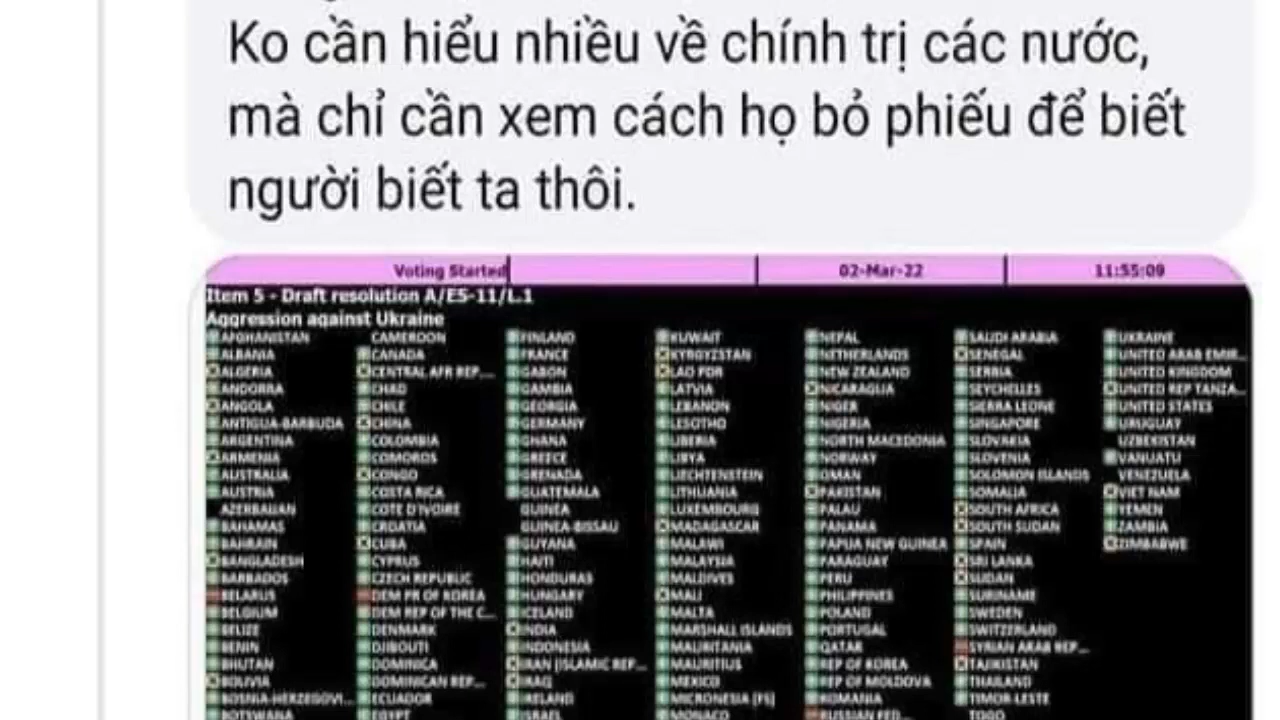 Ko cần hiểu nhiều về chính trị các nước,
mà chỉ cần xem cách họ bỏ phiếu để biết
người biết ta thôi.
Voting Started 02-Mar-22 11:55:09
Item 5 - Draft resolution A/ES-11/L.1
Aggression against Ukraine
AFGHANISTAN CAMEROON FINLAND KUWAIT NEPAL SAUDI ARABIA UKRAINE
ALBANIA CANADA FRANCE KYRGYZSTAN NETHERLANDS SENEGAL UNITED ARAB EMIR...
ALGERIA CENTRAL AFR REP.... GABON LAO PDR NEW ZEALAND SERBIA UNITED KINGDOM
ANDORRA CHAD GAMBIA LATVIA NICARAGUA SEYCHELLES UNITED REP TANZA...
ANGOLA CHILE GEORGIA LEBANON NIGER SIERRA LEONE UNITED STATES
ANTIGUA-BARBUDA CHINA GERMANY LESOTHO NIGERIA SINGAPORE URUGUAY
ARGENTINA COLOMBIA GHANA LIBERIA NORTH MACEDONIA SLOVAKIA UZBEKISTAN
ARMENIA COMOROS GREECE LIBYA NORWAY SLOVENIA VANUATU
AUSTRALIA CONGO GRENADA LIECHTENSTEIN OMAN SOLOMON ISLANDS VENEZUELA
AUSTRIA COSTA RICA GUATEMALA LITHUANIA PAKISTAN SOMALIA VIET NAM
AZERBAIJAN COTE D'IVOIRE GUINEA LUXEMBOURG PALAU SOUTH AFRICA YEMEN
BAHAMAS CROATIA GUINEA-BISSAU MADAGASCAR PANAMA SOUTH SUDAN ZAMBIA
BAHRAIN CUBA GUYANA MALAWI PAPUA NEW GUINEA SPAIN ZIMBABWE
BANGLADESH CYPRUS HAITI MALAYSIA PARAGUAY SRI LANKA
BARBADOS CZECH REPUBLIC HONDURAS MALDIVES PERU SUDAN
BELARUS DEM PR OF KOREA HUNGARY MALI PHILIPPINES SURINAME
BELGIUM DEM REP OF THE C... ICELAND MALTA POLAND SWEDEN
BELIZE DENMARK INDIA MARSHALL ISLANDS PORTUGAL SWITZERLAND
BENIN DJIBOUTI INDONESIA MAURITANIA QATAR SYRIAN ARAB REP...
BHUTAN DOMINICA IRAN (ISLAMIC REP... MAURITIUS REP OF KOREA TAJIKISTAN
BOLIVIA DOMINICAN REP... IRAQ MEXICO REP OF MOLDOVA THAILAND
BOSNIA-HERZEGOVI... ECUADOR IRELAND MICRONESIA (FS) ROMANIA TIMOR-LESTE
BOTSWANA EGYPT ISRAEL MONACO RUSSIAN FED... TOGO